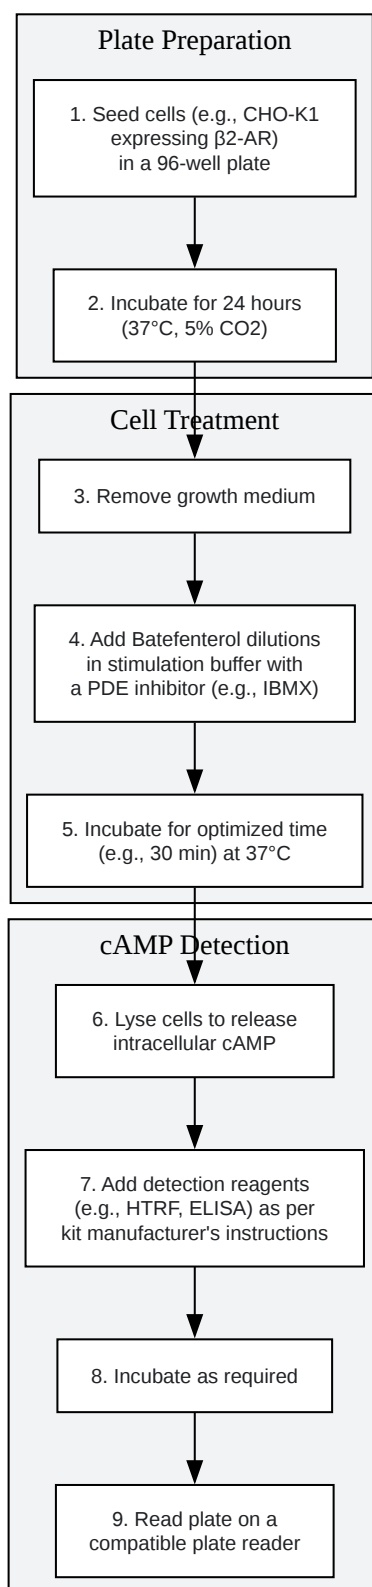 Plate Preparation
1. Seed cells (e.g., CHO-K1
expressing β2-AR)
in a 96-well plate
2. Incubate for 24 hours
(37°C, 5% CO2)
Cell Treatment
3. Remove growth medium
4. Add Batefenterol dilutions
in stimulation buffer with
a PDE inhibitor (e.g., IBMX)
5. Incubate for optimized time
(e.g., 30 min) at 37°C
cAMP Detection
6. Lyse cells to release
intracellular cAMP
7. Add detection reagents
(e.g., HTRF, ELISA) as per
kit manufacturer's instructions
8. Incubate as required
9. Read plate on a
compatible plate reader